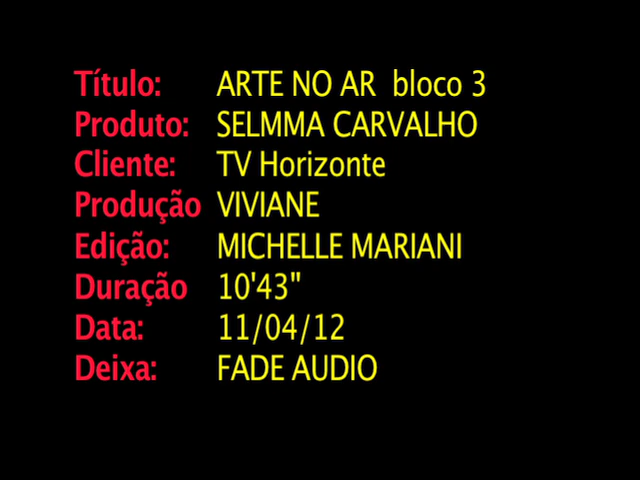 Título: ARTE NO AR bloco 3
Produto: SELMMA CARVALHO
Cliente: TV Horizonte
Produção VIVIANE
Edição: MICHELLE MARIANI
Duração 10'43"
Data: 11/04/12
Deixa: FADE AUDIO